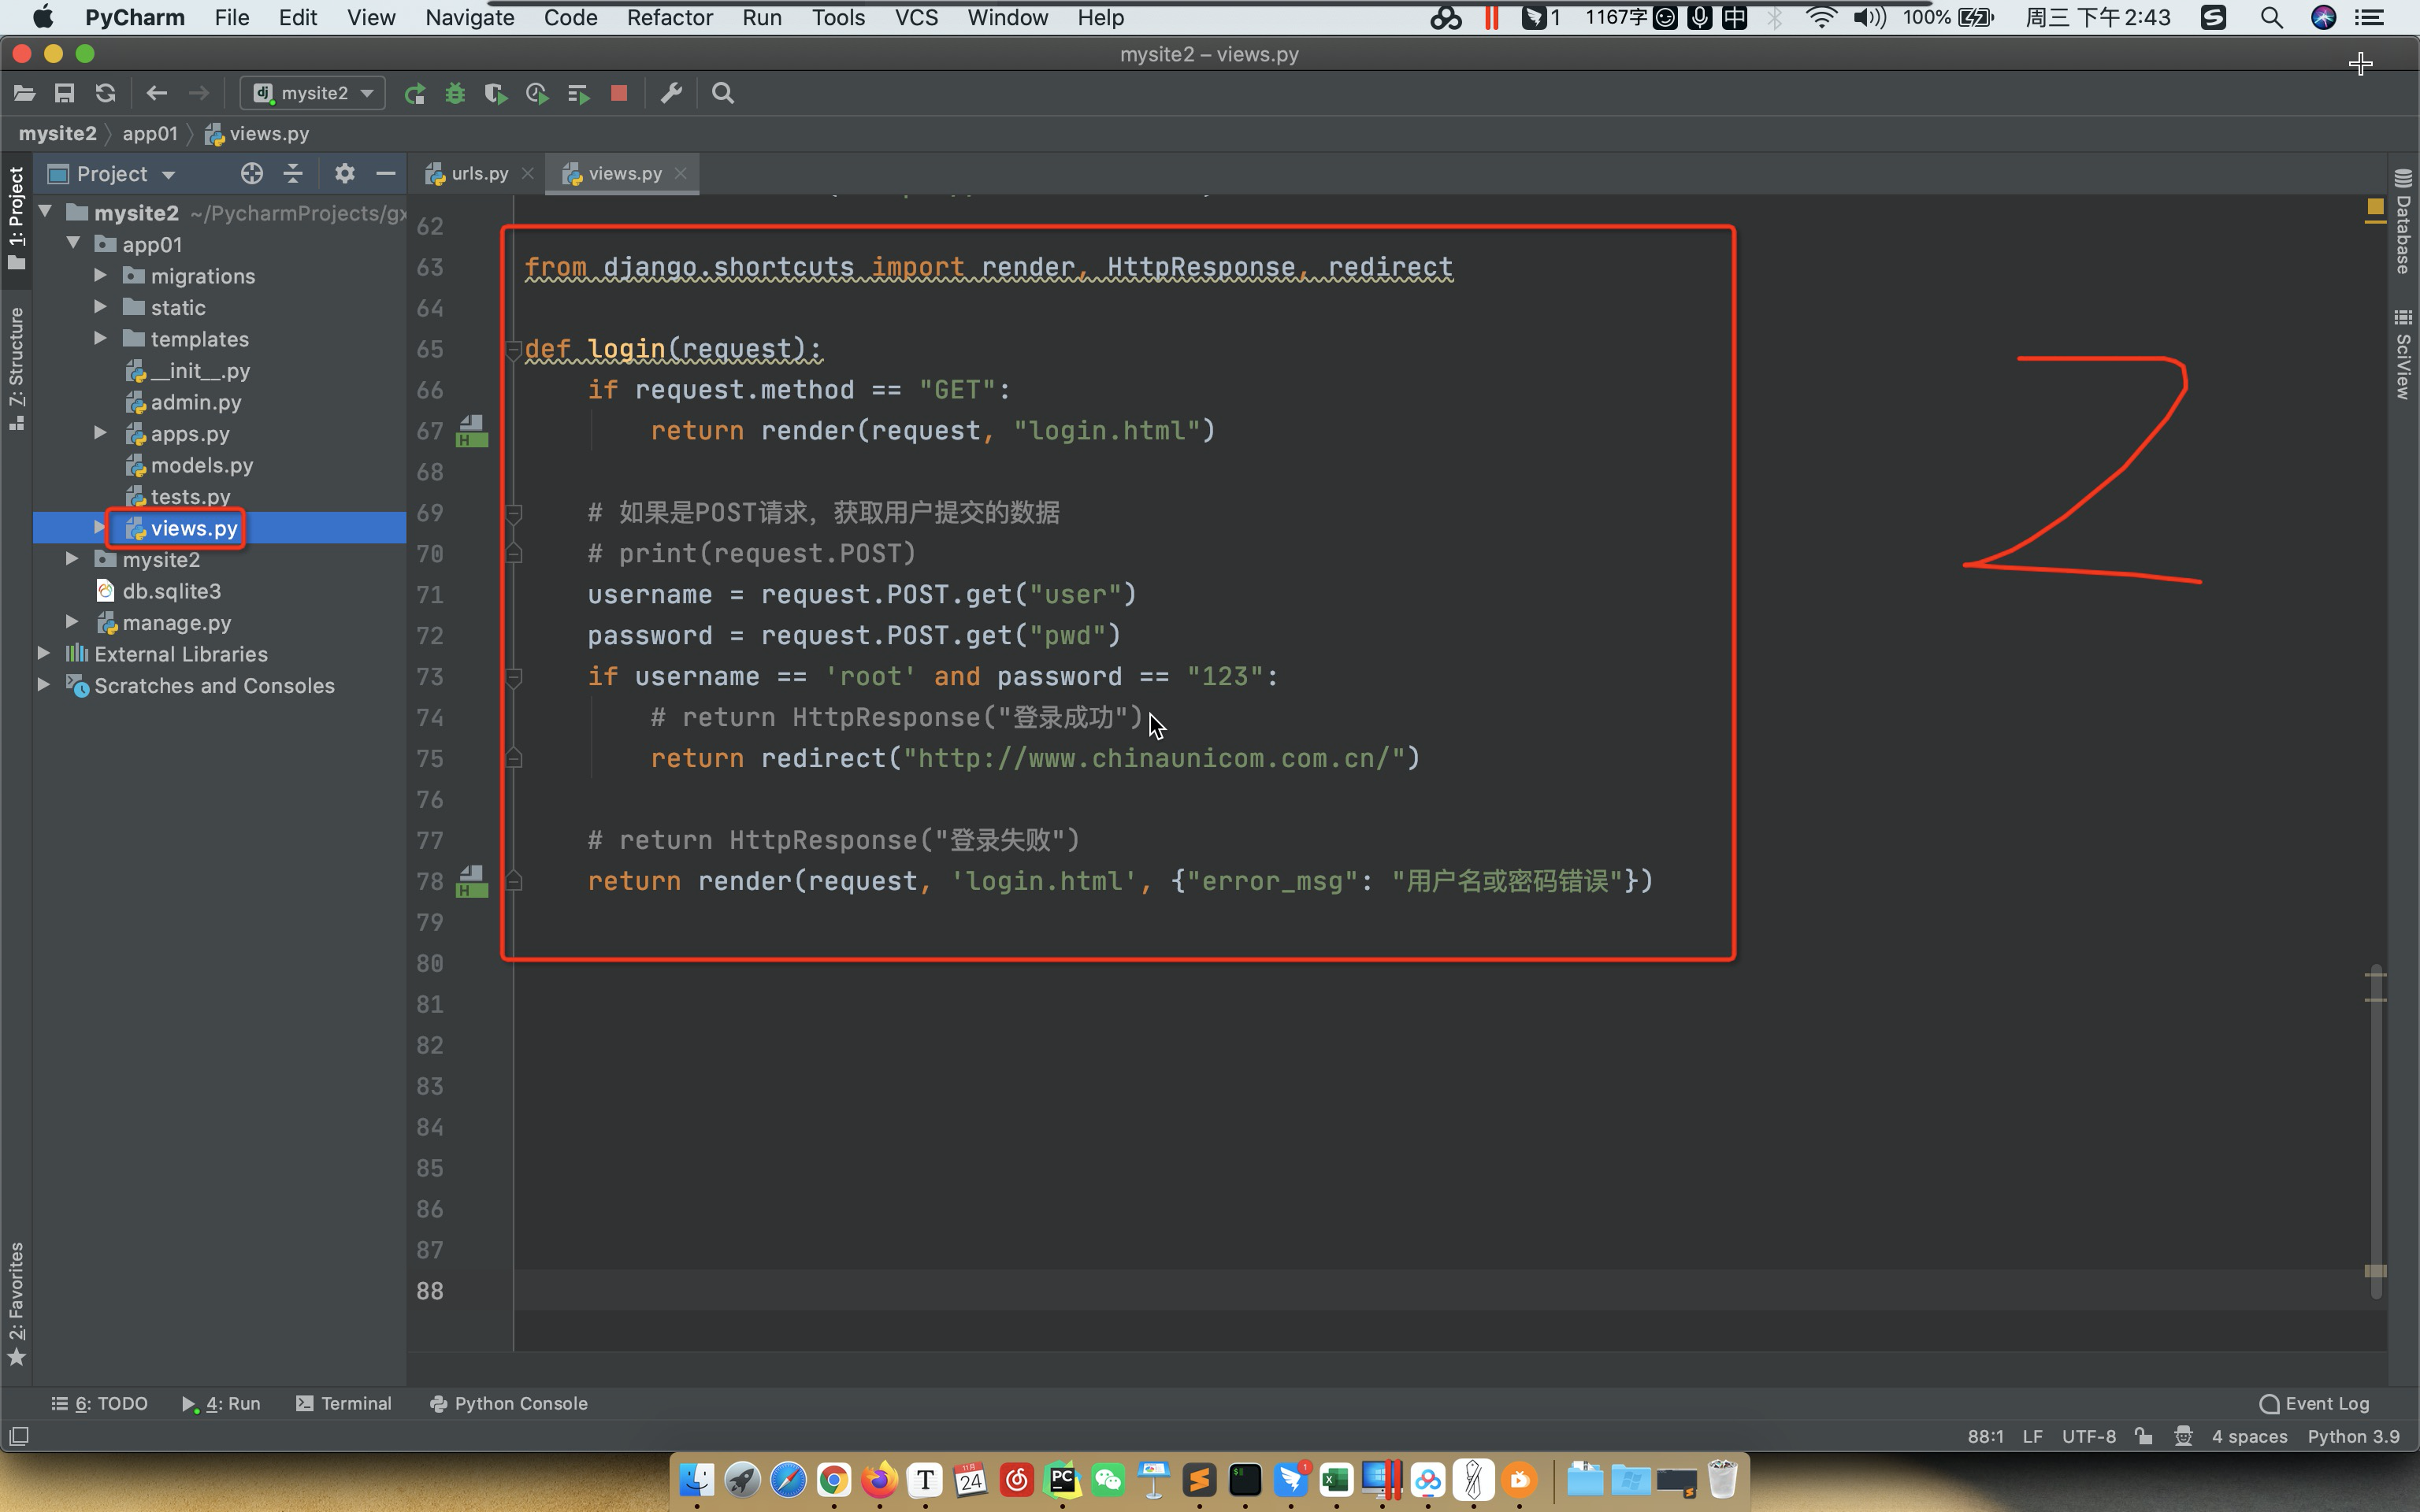 PyCharm File Edit View Navigate Code Refactor Run Tools VCS Window Help 1 1167字 中 100% 周三 下午2:43
mysite2 – views.py
dj mysite2
mysite2 app01 views.py
1: Project
7: Structure
2: Favorites
Project
urls.py views.py
mysite2 ~/PycharmProjects/gx
app01
migrations
static
templates
__init__.py
admin.py
apps.py
models.py
tests.py
views.py
mysite2
db.sqlite3
manage.py
External Libraries
Scratches and Consoles
62
63 from django.shortcuts import render, HttpResponse, redirect
64
65 def login(request):
66 if request.method == "GET":
67 return render(request, "login.html")
68
69 # 如果是POST请求，获取用户提交的数据
70 # print(request.POST)
71 username = request.POST.get("user")
72 password = request.POST.get("pwd")
73 if username == 'root' and password == "123":
74 # return HttpResponse("登录成功")
75 return redirect("http://www.chinaunicom.com.cn/")
76
77 # return HttpResponse("登录失败")
78 return render(request, 'login.html', {"error_msg": "用户名或密码错误"})
79
80
81
82
83
84
85
86
87
88
2
Database
SciView
6: TODO 4: Run Terminal Python Console Event Log
88:1 LF UTF-8 4 spaces Python 3.9
T 11月 24 PC 1